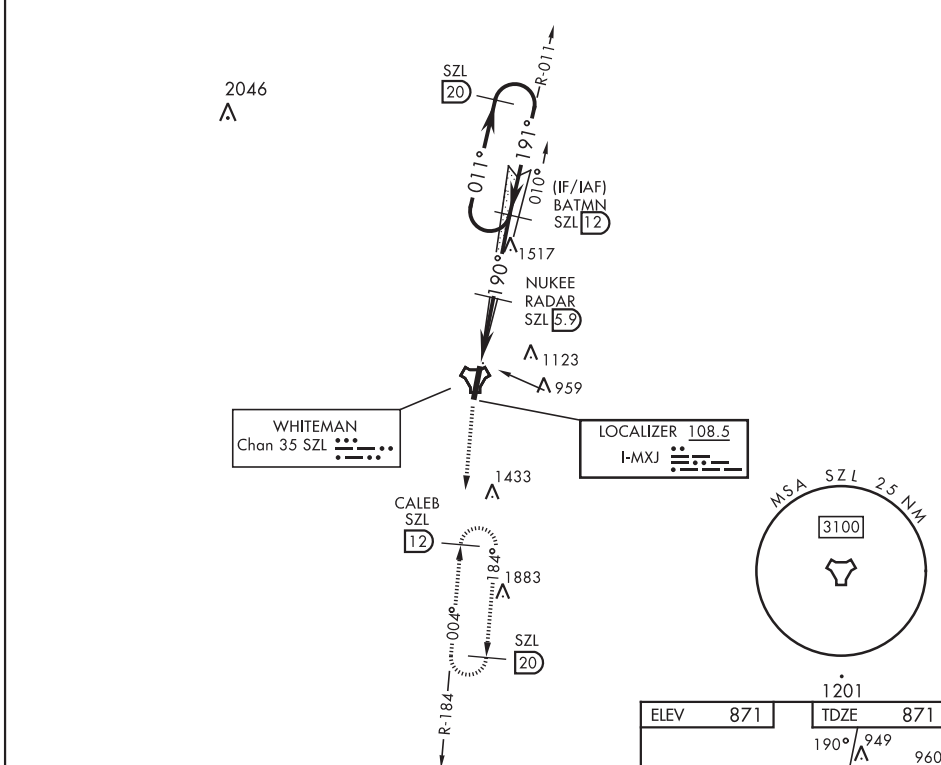 2046
SZL
20
R-011
011°
191°
010°
(IF/IAF)
BATMN
SZL 12
1517
190°
NUKEE
RADAR
SZL 5.9
1123
959
WHITEMAN
Chan 35 SZL
LOCALIZER 108.5
I-MXJ
1433
CALEB
SZL
12
184°
1883
004°
SZL
20
R-184
MSA SZL 25 NM
3100
1201
ELEV 871
TDZE 871
190° 949
960